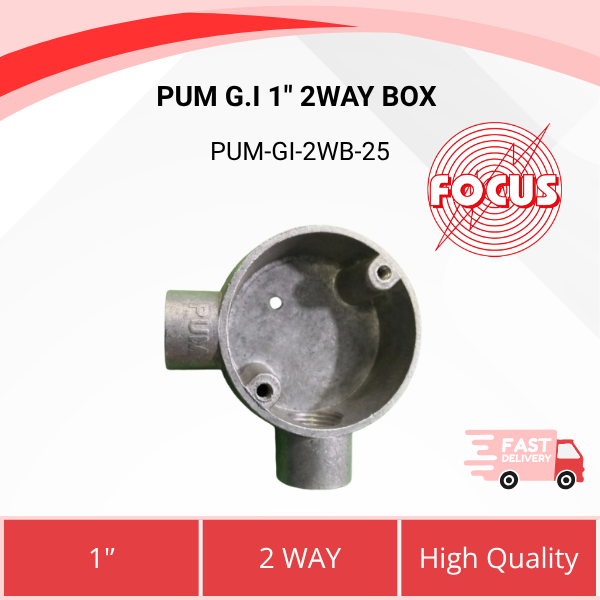 PUM G.I 1" 2WAY BOX
PUM-GI-2WB-25
FOCUS
PUM
FAST
DELIVERY
1"
2 WAY
High Quality